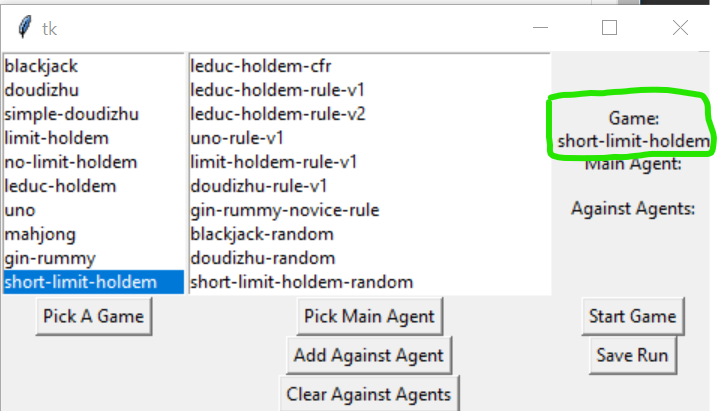 tk
blackjack
doudizhu
simple-doudizhu
limit-holdem
no-limit-holdem
leduc-holdem
uno
mahjong
gin-rummy
short-limit-holdem
Pick A Game
leduc-holdem-cfr
leduc-holdem-rule-v1
leduc-holdem-rule-v2
uno-rule-v1
limit-holdem-rule-v1
doudizhu-rule-v1
gin-rummy-novice-rule
blackjack-random
doudizhu-random
short-limit-holdem-random
Pick Main Agent
Add Against Agent
Clear Against Agents
Game:
short-limit-holdem
Main Agent:
Against Agents:
Start Game
Save Run